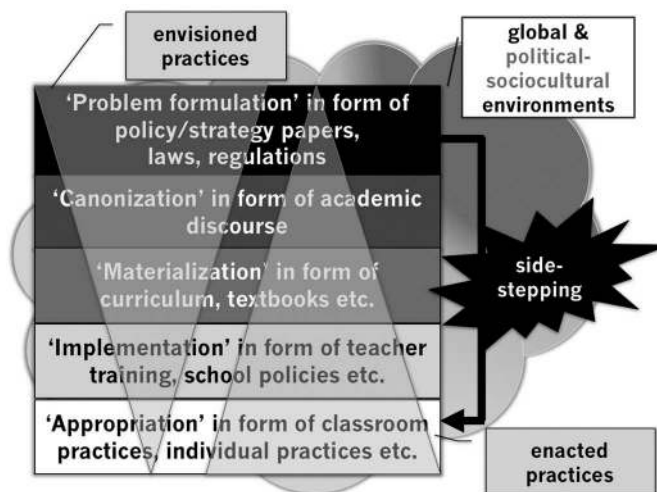 envisioned
practices
global &
political-
sociocultural
environments
‘Problem formulation’ in form of
policy/strategy papers,
laws, regulations
‘Canonization’ in form of academic
discourse
‘Materialization’ in form of
curriculum, textbooks etc.
side-
stepping
‘Implementation’ in form of teacher
training, school policies etc.
‘Appropriation’ in form of classroom
practices, individual practices etc.
enacted
practices